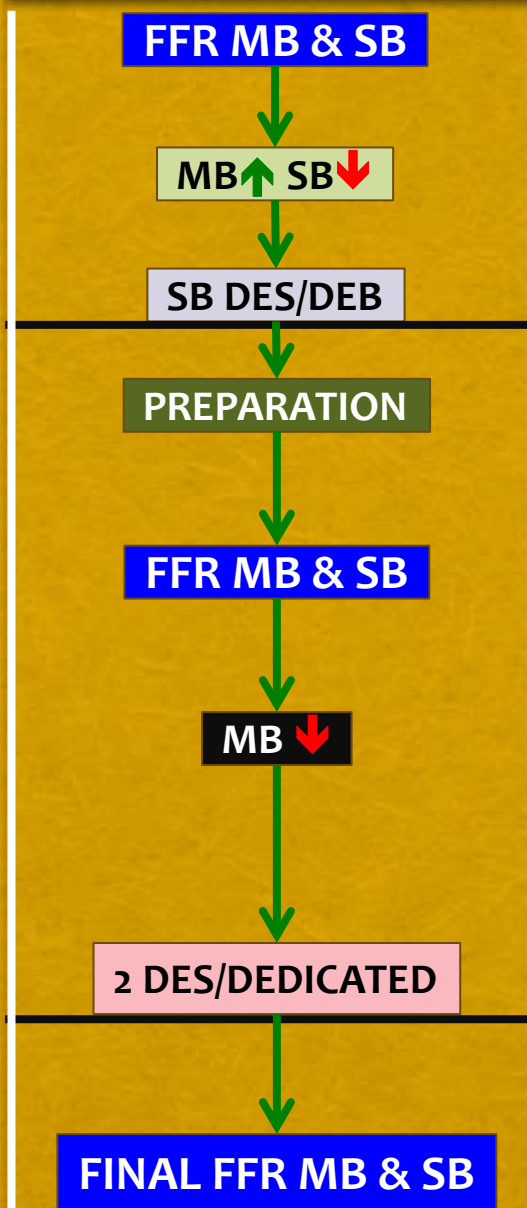 FFR MB & SB
MB↑ SB↓
SB DES/DEB
PREPARATION
FFR MB & SB
MB ↓
2 DES/DEDICATED
FINAL FFR MB & SB